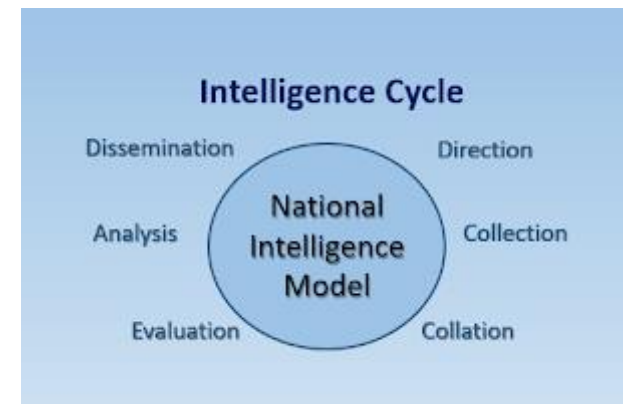 Intelligence Cycle
Dissemination
Direction
National
Intelligence
Model
Analysis
Collection
Evaluation
Collation